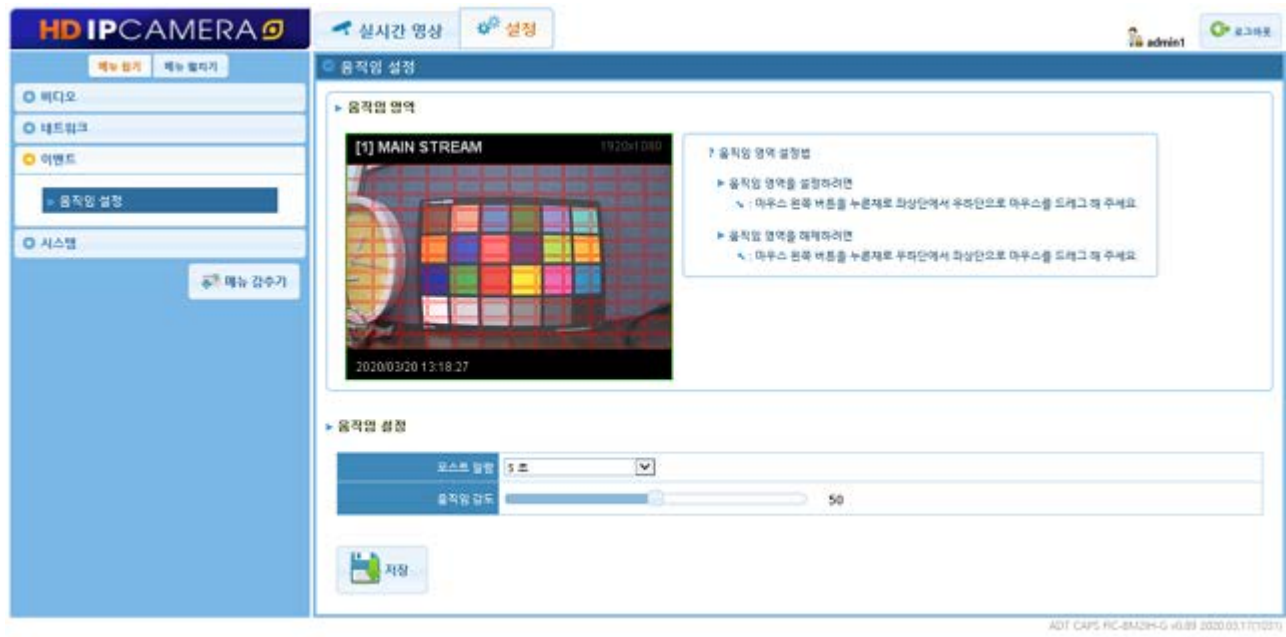 HD IPCAMERA
실시간 영상
설정
admin1
로그아웃
메뉴 접기
메뉴 펼치기
비디오
네트워크
이벤트
» 움직임 설정
시스템
메뉴 감추기
움직임 설정
움직임 영역
[1] MAIN STREAM
1920x1080
2020/03/20 13:18:27
? 움직임 영역 설정법
움직임 영역을 설정하려면
: 마우스 왼쪽 버튼을 누른채로 좌상단에서 우하단으로 마우스를 드래그 해 주세요.
움직임 영역을 해제하려면
: 마우스 왼쪽 버튼을 누른채로 우하단에서 좌상단으로 마우스를 드래그 해 주세요.
움직임 설정
포스트 알람
5 초
움직임 감도
50
저장
ADT CAPS
2020.03.17(1031)